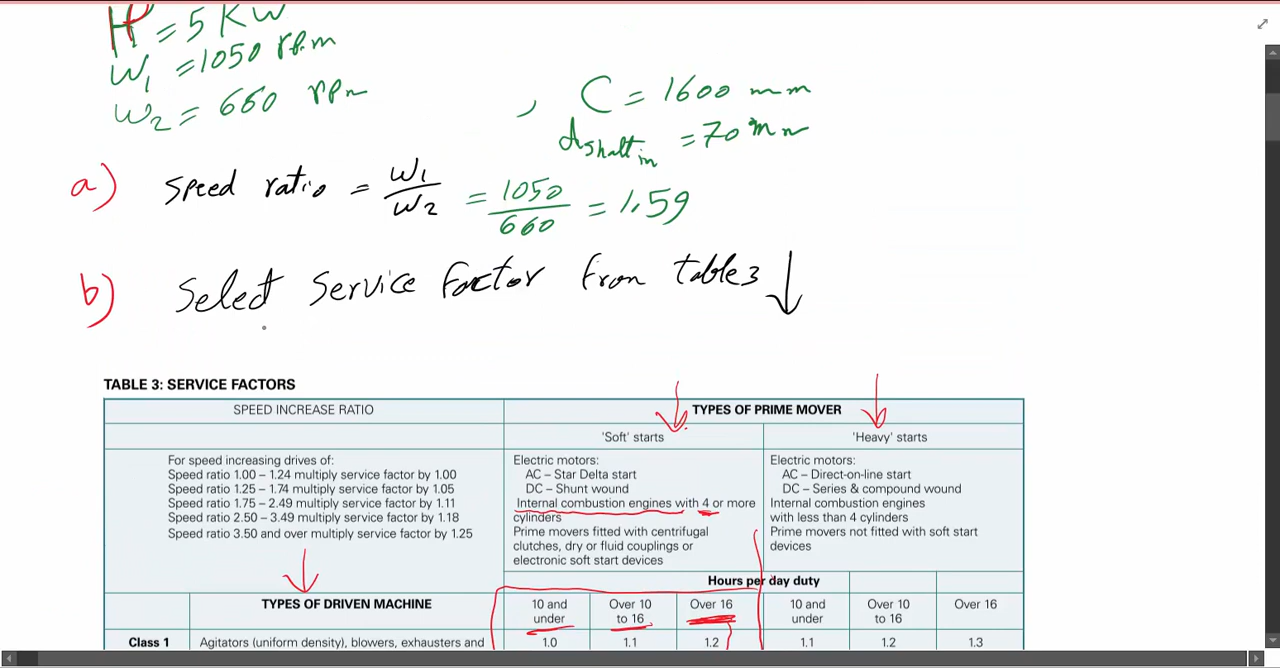 H = 5 KW
W1 = 1050 rpm
W2 = 660 rpm
, C = 1600 mm
dshaft in = 70 mm
a) Speed ratio = W1/W2 = 1050/660 = 1.59
b) Select Service Factor From table 3
TABLE 3: SERVICE FACTORS
SPEED INCREASE RATIO
TYPES OF PRIME MOVER
'Soft' starts
'Heavy' starts
For speed increasing drives of:
Speed ratio 1.00 – 1.24 multiply service factor by 1.00
Speed ratio 1.25 – 1.74 multiply service factor by 1.05
Speed ratio 1.75 – 2.49 multiply service factor by 1.11
Speed ratio 2.50 – 3.49 multiply service factor by 1.18
Speed ratio 3.50 and over multiply service factor by 1.25
Electric motors:
AC – Star Delta start
DC – Shunt wound
Internal combustion engines with 4 or more
cylinders
Prime movers fitted with centrifugal
clutches, dry or fluid couplings or
electronic soft start devices
Electric motors:
AC – Direct-on-line start
DC – Series & compound wound
Internal combustion engines
with less than 4 cylinders
Prime movers not fitted with soft start
devices
Hours per day duty
TYPES OF DRIVEN MACHINE
10 and
under
Over 10
to 16
Over 16
10 and
under
Over 10
to 16
Over 16
Class 1 Agitators (uniform density), blowers, exhausters and 1.0 1.1 1.2 1.1 1.2 1.3